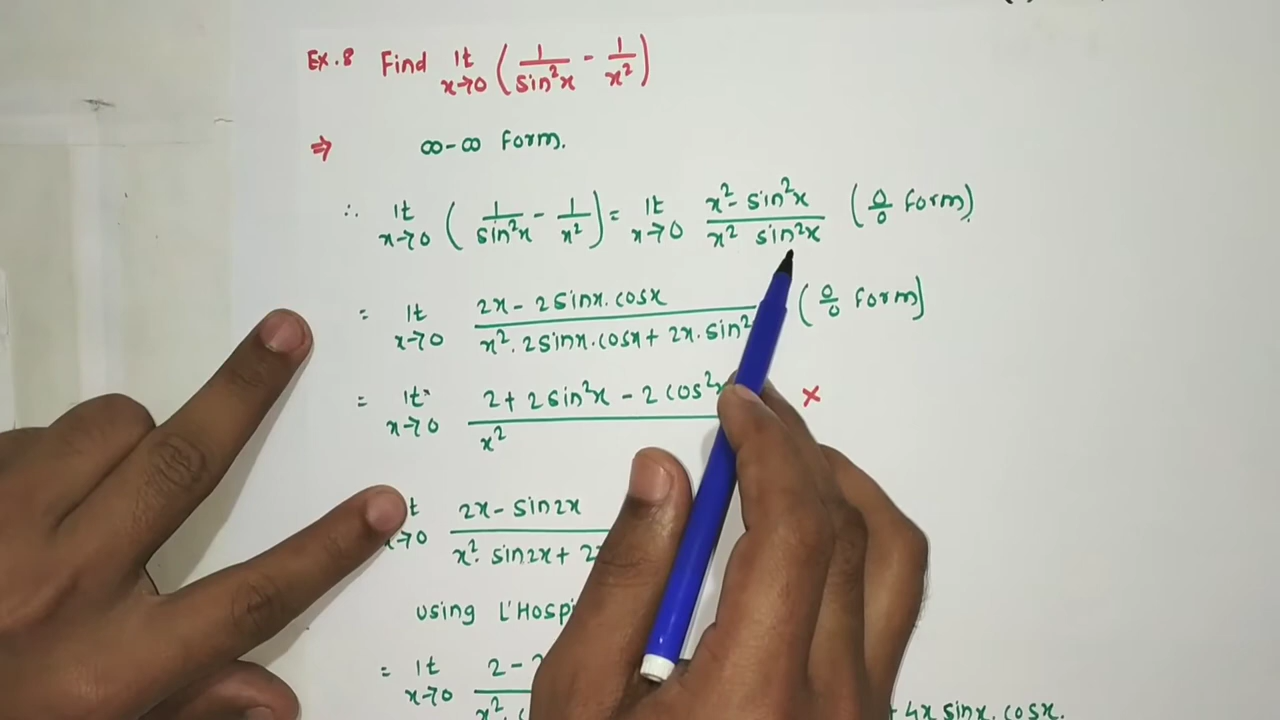 Ex. 8 Find lt x→0 ( 1/sin²x - 1/x² )
⇒ ∞-∞ Form.
∴ lt x→0 ( 1/sin²x - 1/x² ) = lt x→0 x² - sin²x / x² sin²x ( 0/0 form )
= lt x→0 2x - 2sinx.cosx / x². 2sinx.cosx + 2x.sin² ( 0/0 form )
= lt x→0 2 + 2sin²x - 2cos²x / x² ×
x→0 2x - sin2x / x². sin2x + 2
using L'Hospi
= lt x→0 2 - / x².
4x sinx.cosx.